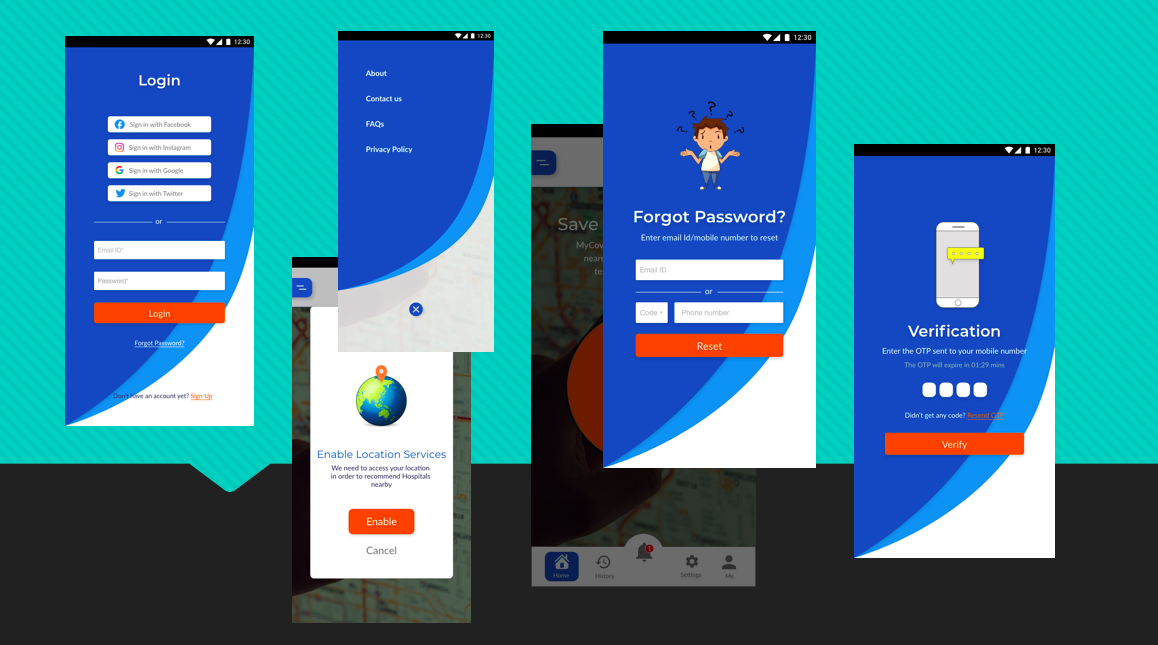 12:30
Login
Sign in with Facebook
Sign in with Instagram
Sign in with Google
Sign in with Twitter
or
Email ID*
Password*
Login
Forgot Password?
Don't have an account yet? Sign Up
12:30
About
Contact us
FAQs
Privacy Policy
Enable Location Services
We need to access your location
in order to recommend Hospitals
nearby
Enable
Cancel
Save
MyCov
near
te
1
Home
History
Settings
Me
12:30
Forgot Password?
Enter email Id/mobile number to reset
Email ID
or
Code
Phone number
Reset
12:30
Verification
Enter the OTP sent to your mobile number
The OTP will expire in 01:29 mins
Didn't get any code? Resend OTP
Verify